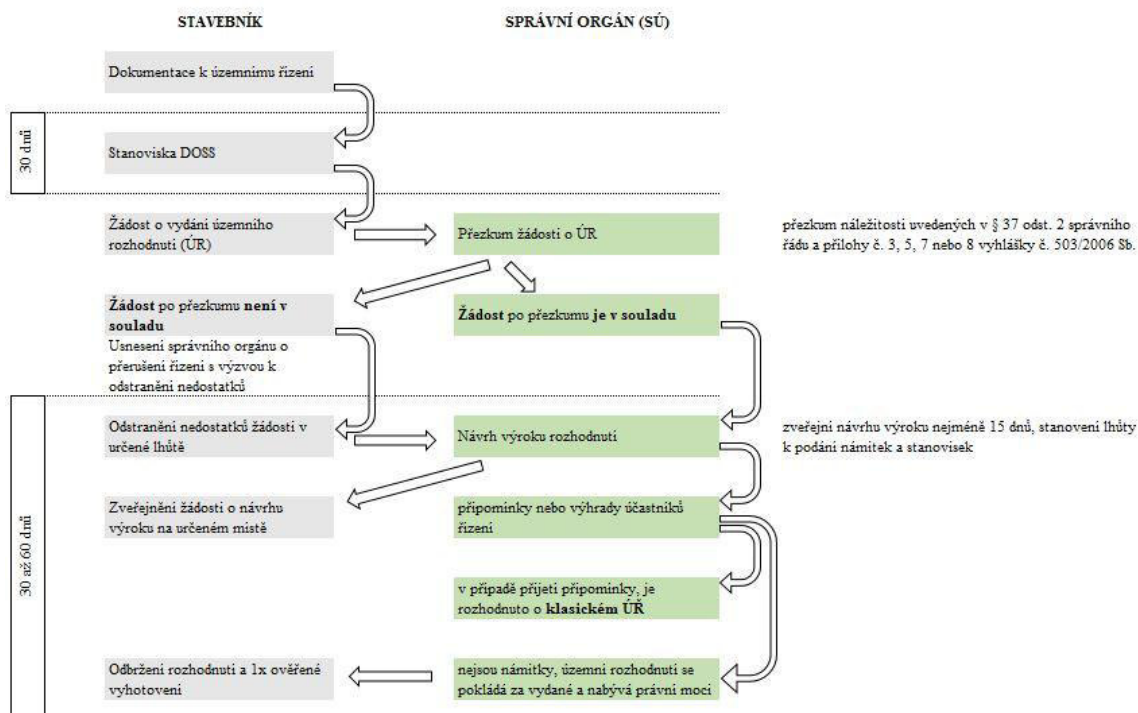 STAVEBNÍK
SPRÁVNÍ ORGÁN (SÚ)
Dokumentace k územnímu řízení
30 dnů
Stanoviska DOSS
Žádost o vydání územního
rozhodnutí (ÚR)
Přezkum žádosti o ÚR
přezkum náležitostí uvedených v § 37 odst. 2 správního
řádu a přílohy č. 3, 5, 7 nebo 8 vyhlášky č. 503/2006 Sb.
Žádost po přezkumu není v
souladu
Usnesení správního orgánu o
přerušení řízení s výzvou k
odstranění nedostatků
Žádost po přezkumu je v souladu
30 až 60 dnů
Odstranění nedostatků žádosti v
určené lhůtě
Návrh výroku rozhodnutí
zveřejní návrhu výroku nejméně 15 dnů, stanovení lhůty
k podání námitek a stanovisek
Zveřejnění žádosti o návrhu
výroku na určeném místě
připomínky nebo výhrady účastníků
řízení
v případě přijetí připomínky, je
rozhodnuto o klasickém ÚŘ
Odbržení rozhodnutí a 1x ověřené
vyhotovení
nejsou námitky, územní rozhodnutí se
pokládá za vydané a nabývá právní moci